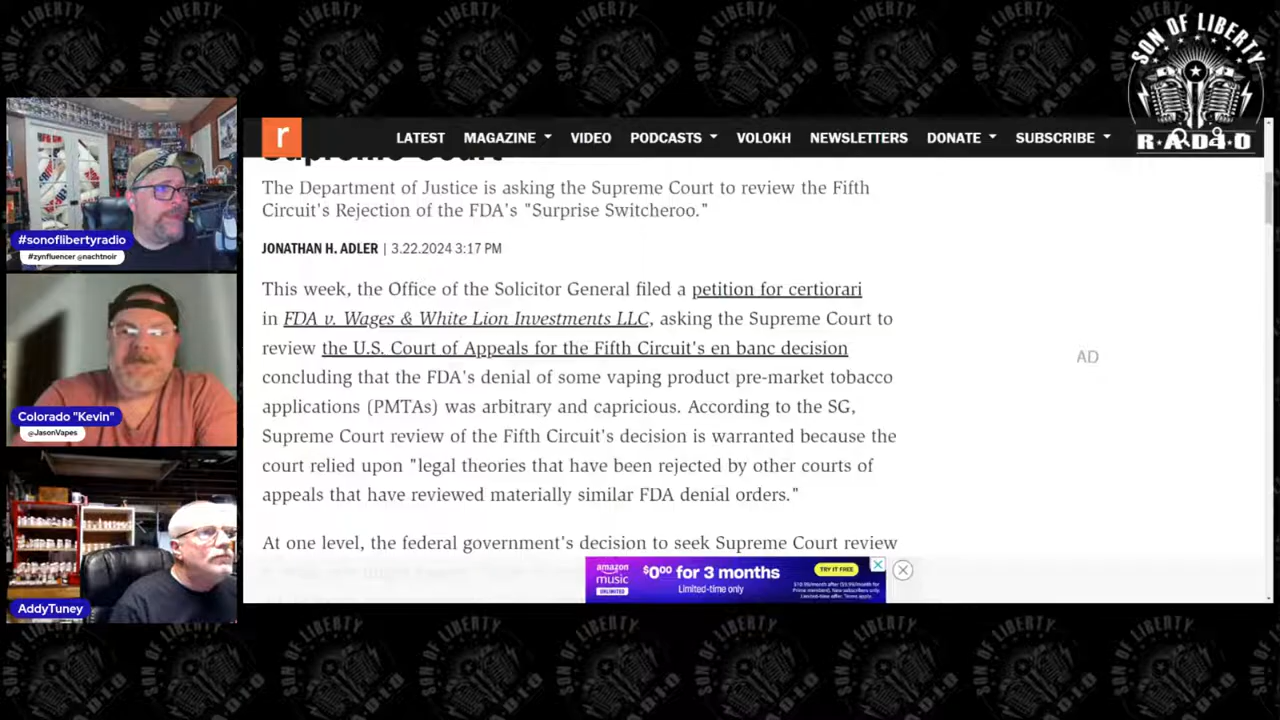 SON OF LIBERTY
R·A·D·I·O
r
LATEST MAGAZINE VIDEO PODCASTS VOLOKH NEWSLETTERS DONATE SUBSCRIBE
Supreme Court
The Department of Justice is asking the Supreme Court to review the Fifth
Circuit's Rejection of the FDA's "Surprise Switcheroo."
JONATHAN H. ADLER | 3.22.2024 3:17 PM
This week, the Office of the Solicitor General filed a petition for certiorari
in FDA v. Wages & White Lion Investments LLC, asking the Supreme Court to
review the U.S. Court of Appeals for the Fifth Circuit's en banc decision
concluding that the FDA's denial of some vaping product pre-market tobacco
applications (PMTAs) was arbitrary and capricious. According to the SG,
Supreme Court review of the Fifth Circuit's decision is warranted because the
court relied upon "legal theories that have been rejected by other courts of
appeals that have reviewed materially similar FDA denial orders."
At one level, the federal government's decision to seek Supreme Court review
AD
amazon
music
UNLIMITED
$0⁰⁰ for 3 months
Limited-time only
TRY IT FREE
#sonoflibertyradio
#zynfluencer @nachtnoir
Colorado "Kevin"
@JasonVapes
AddyTuney